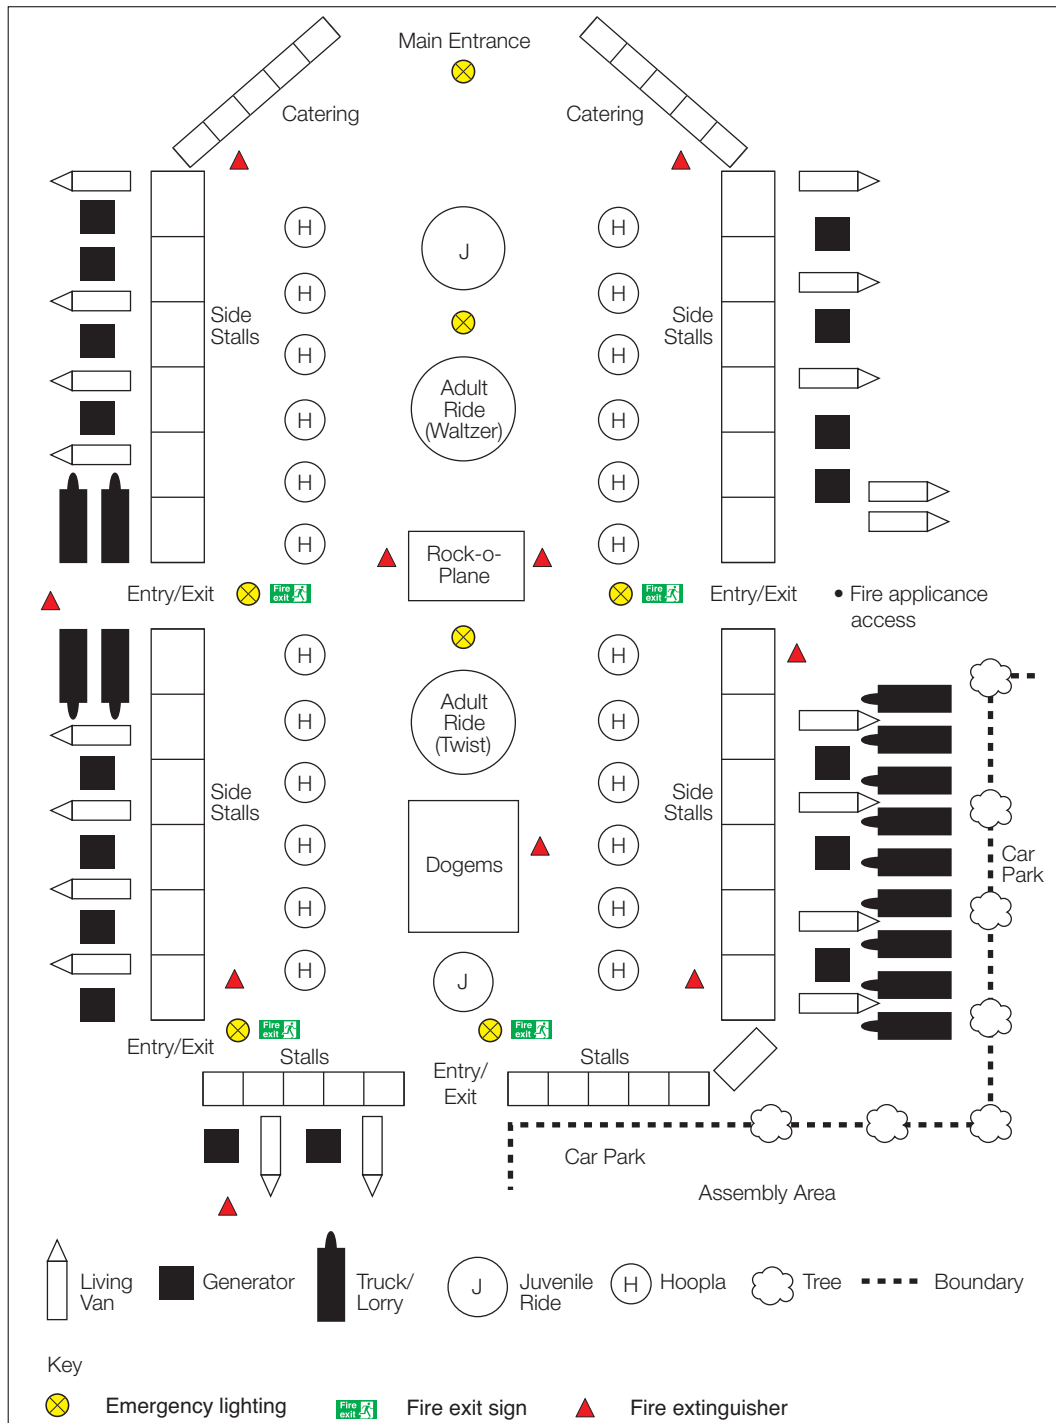 Main Entrance
Catering
Catering
H
H
J
H
H
Side
Stalls
Side
Stalls
H
H
Adult
Ride
(Waltzer)
H
H
H
H
H
H
Rock-o-
Plane
Entry/Exit
Fire
exit
Fire
exit
Entry/Exit
• Fire applicance
access
H
H
Adult
Ride
(Twist)
H
H
H
H
Side
Stalls
Side
Stalls
H
H
Dogems
Car
Park
H
H
H
H
J
Fire
exit
Fire
exit
Entry/Exit
Stalls
Entry/
Exit
Stalls
Car Park
Assembly Area
Living
Van
Generator
Truck/
Lorry
J
Juvenile
Ride
H
Hoopla
Tree
Boundary
Key
Emergency lighting
Fire
exit
Fire exit sign
Fire extinguisher